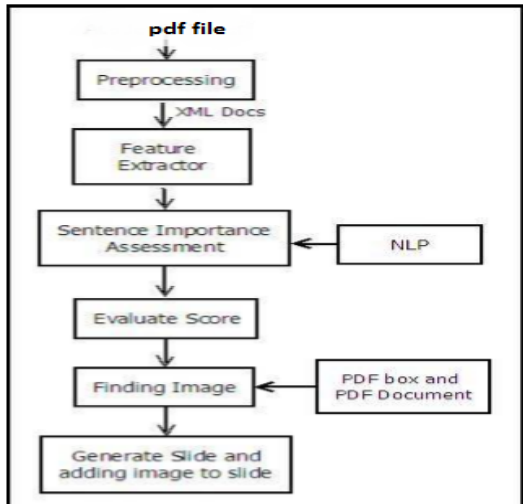 pdf file
Preprocessing
XML Docs
Feature
Extractor
Sentence Importance
Assessment
NLP
Evaluate Score
Finding Image
PDF box and
PDF Document
Generate Slide and
adding image to slide